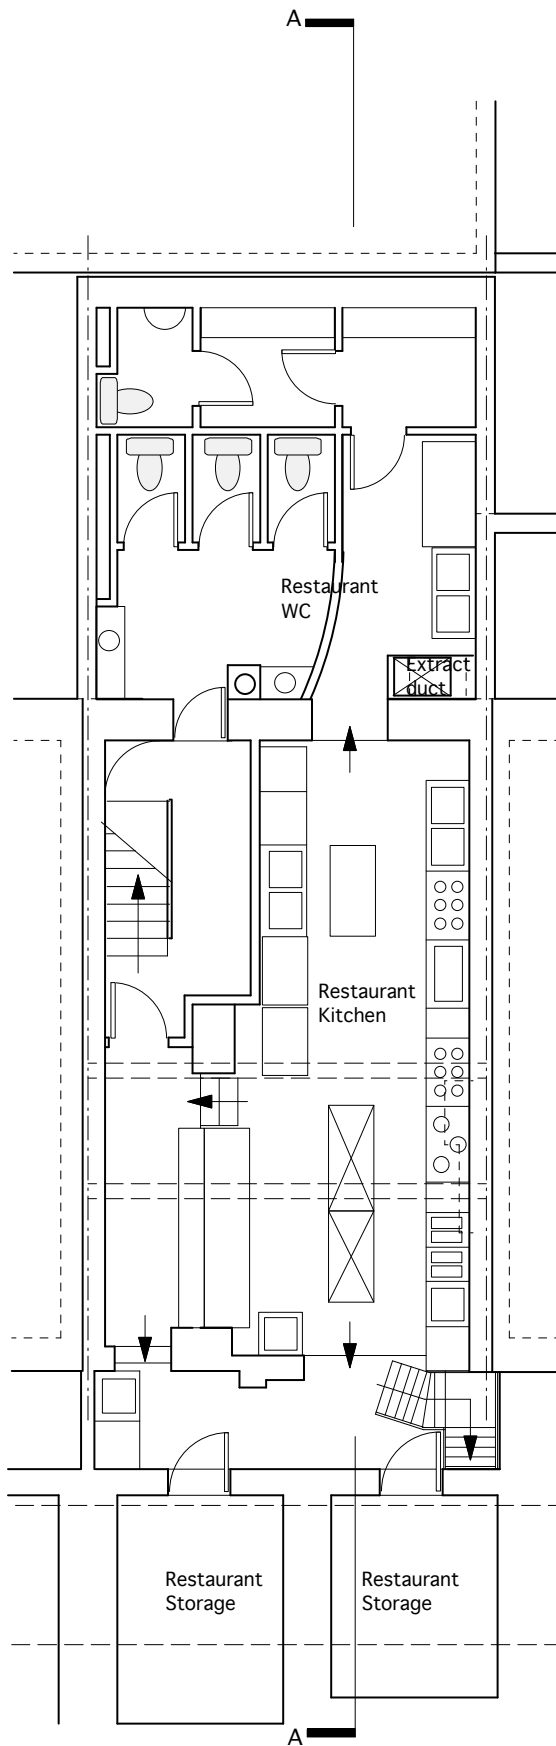 A
Restaurant
WC
Extract
duct
Restaurant
Kitchen
Restaurant
Storage
Restaurant
Storage
A